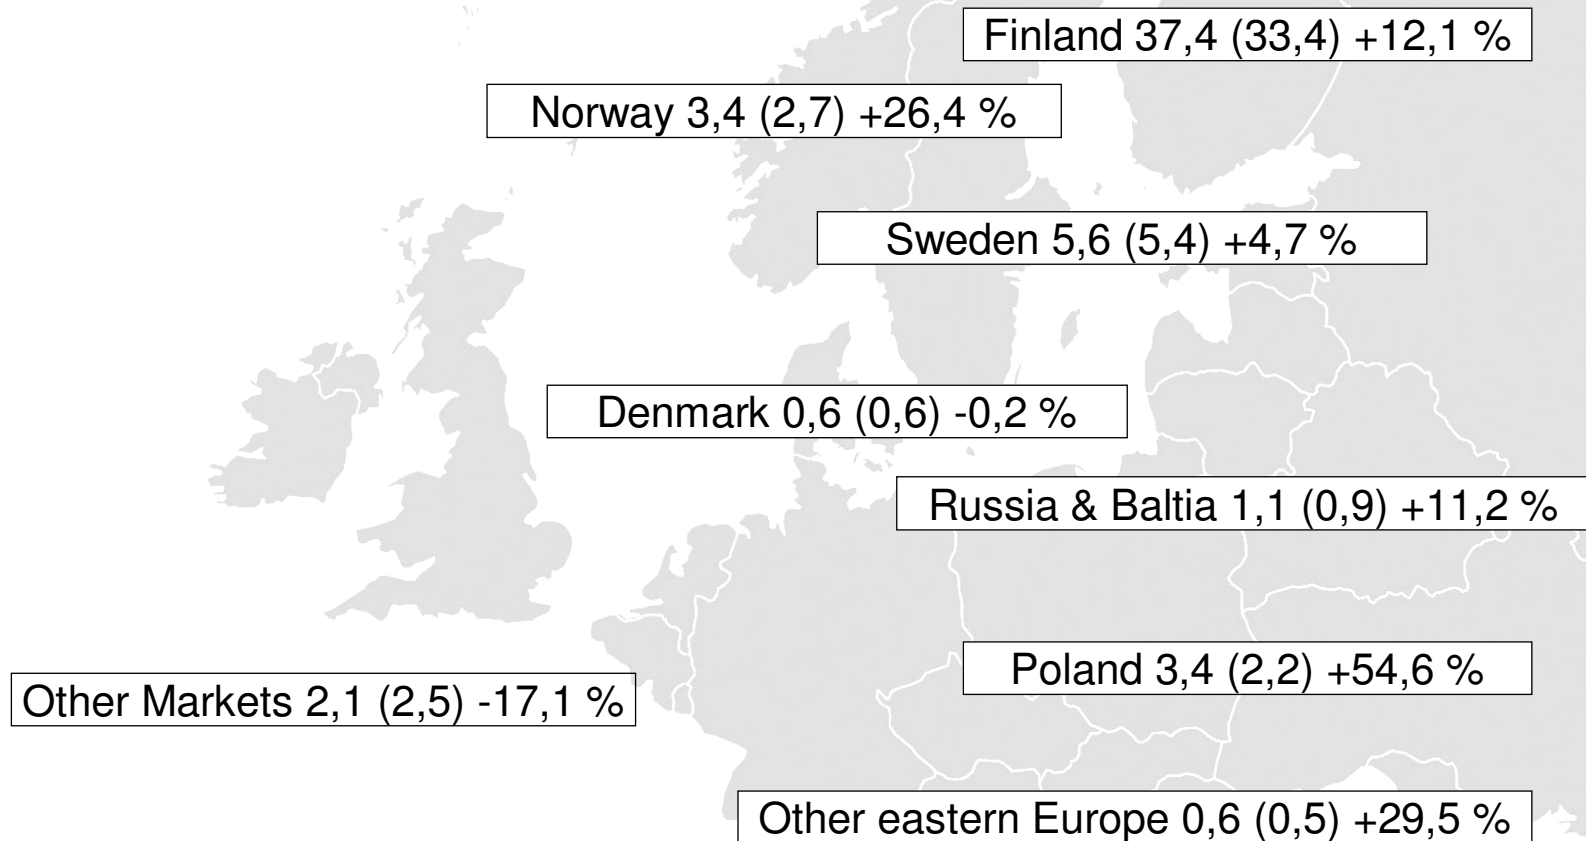 Finland 37,4 (33,4) +12,1 %
Norway 3,4 (2,7) +26,4 %
Sweden 5,6 (5,4) +4,7 %
Denmark 0,6 (0,6) -0,2 %
Russia & Baltia 1,1 (0,9) +11,2 %
Poland 3,4 (2,2) +54,6 %
Other Markets 2,1 (2,5) -17,1 %
Other eastern Europe 0,6 (0,5) +29,5 %